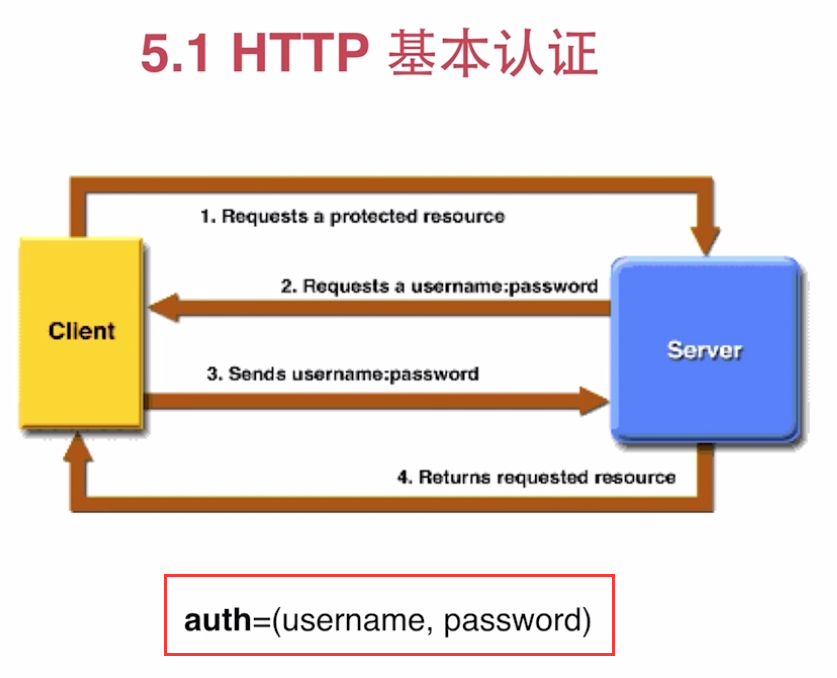 5.1 HTTP 基本认证
1. Requests a protected resource
2. Requests a username:password
Client
Server
3. Sends username:password
4. Returns requested resource
auth=(username, password)